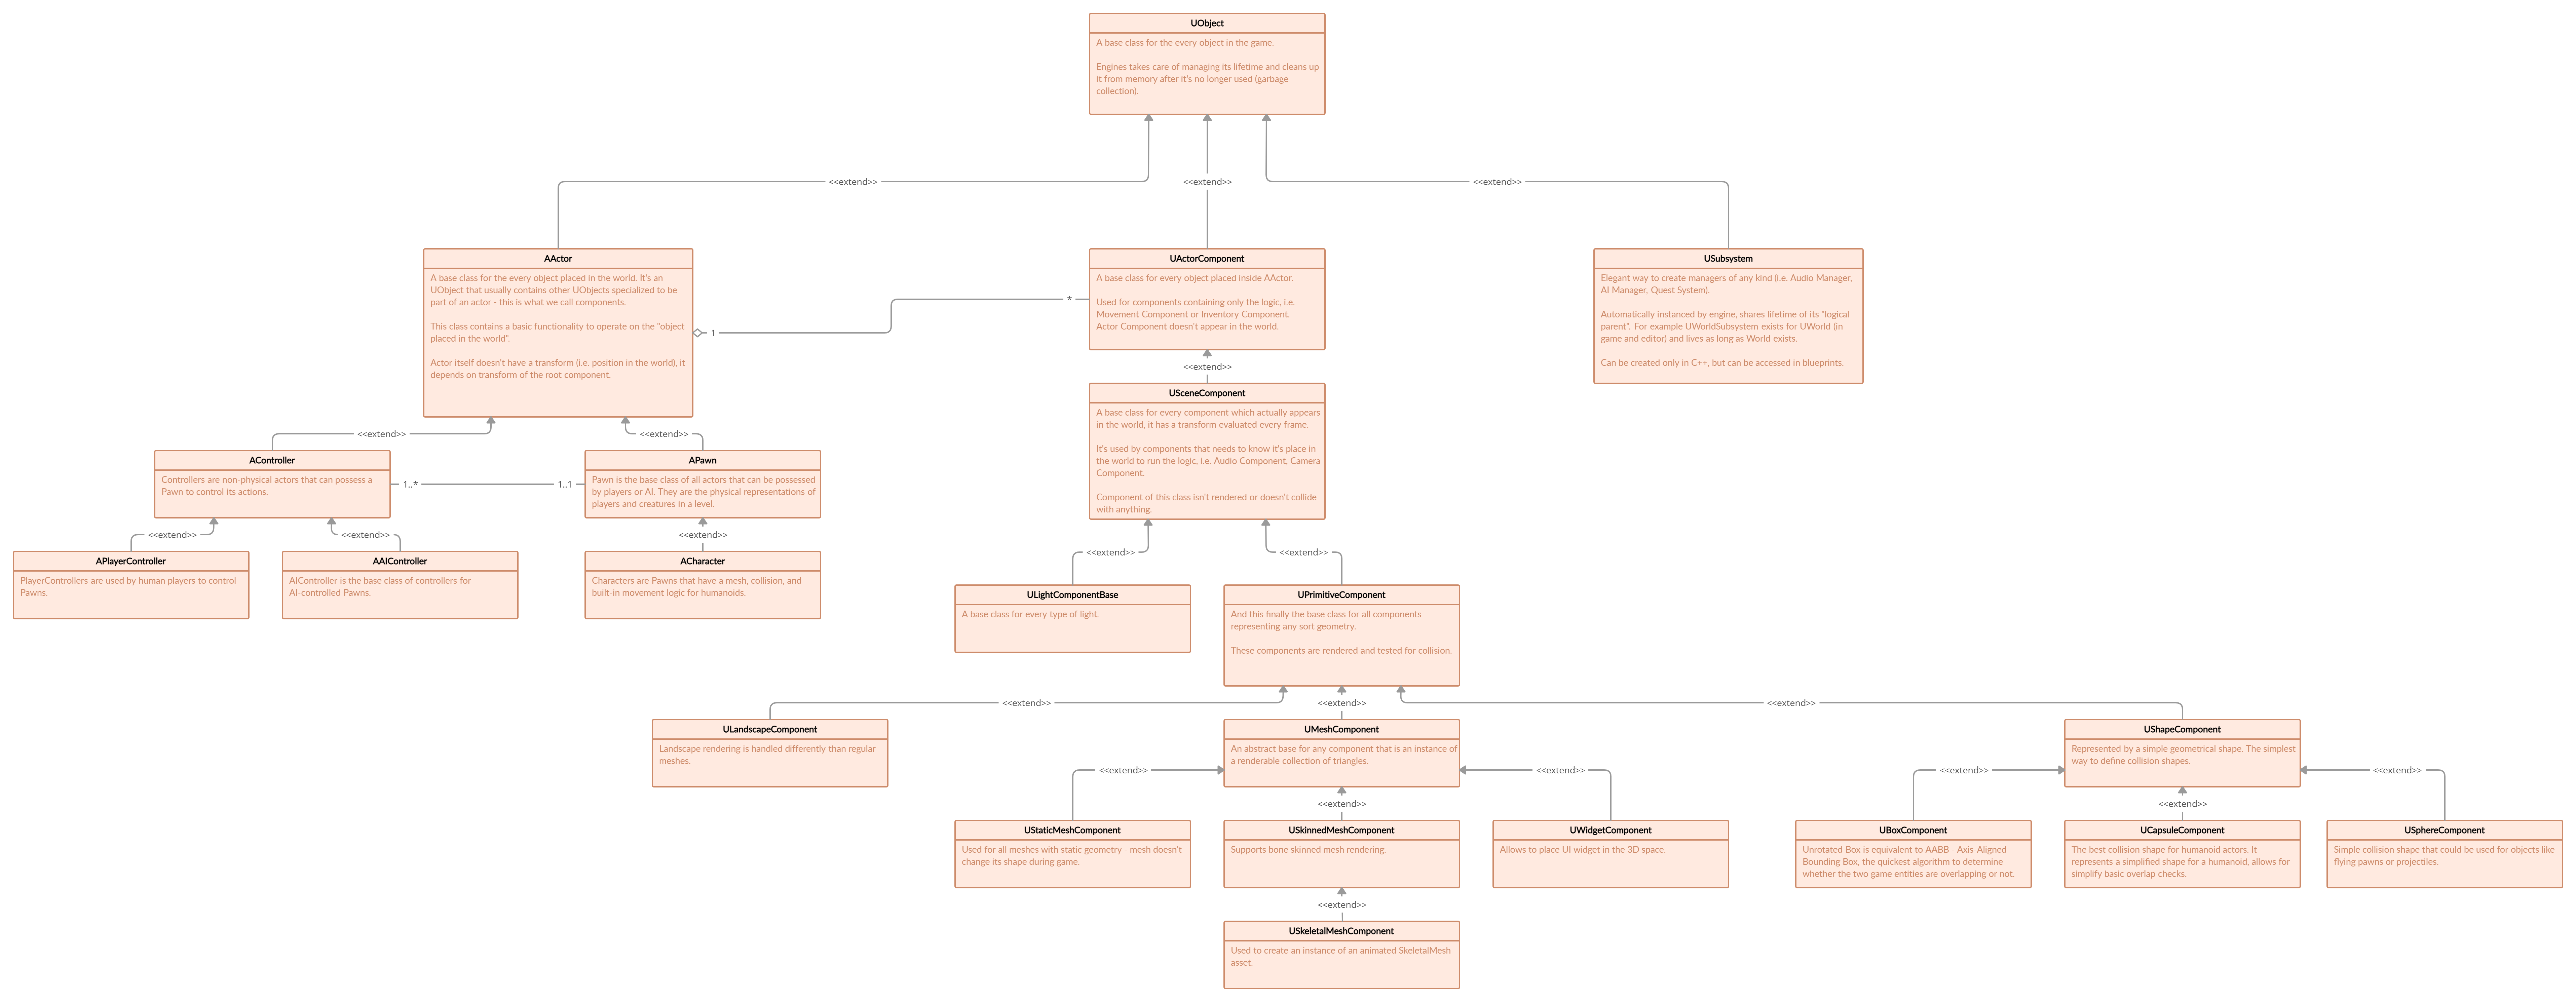 UObject
A base class for the every object in the game.
Engines takes care of managing its lifetime and cleans up
it from memory after it's no longer used (garbage
collection).
<<extend>>
<<extend>>
<<extend>>
AActor
A base class for the every object placed in the world. It's an
UObject that usually contains other UObjects specialized to be
part of an actor - this is what we call components.
This class contains a basic functionality to operate on the "object
placed in the world".
Actor itself doesn't have a transform (i.e. position in the world), it
depends on transform of the root component.
1
*
UActorComponent
A base class for every object placed inside AActor.
Used for components containing only the logic, i.e.
Movement Component or Inventory Component.
Actor Component doesn't appear in the world.
USubsystem
Elegant way to create managers of any kind (i.e. Audio Manager,
AI Manager, Quest System).
Automatically instanced by engine, shares lifetime of its "logical
parent". For example UWorldSubsystem exists for UWorld (in
game and editor) and lives as long as World exists.
Can be created only in C++, but can be accessed in blueprints.
<<extend>>
USceneComponent
A base class for every component which actually appears
in the world, it has a transform evaluated every frame.
It's used by components that needs to know it's place in
the world to run the logic, i.e. Audio Component, Camera
Component.
Component of this class isn't rendered or doesn't collide
with anything.
<<extend>>
<<extend>>
AController
Controllers are non-physical actors that can possess a
Pawn to control its actions.
1..*
1..1
APawn
Pawn is the base class of all actors that can be possessed
by players or AI. They are the physical representations of
players and creatures in a level.
<<extend>>
<<extend>>
<<extend>>
APlayerController
PlayerControllers are used by human players to control
Pawns.
AAIController
AIController is the base class of controllers for
AI-controlled Pawns.
ACharacter
Characters are Pawns that have a mesh, collision, and
built-in movement logic for humanoids.
<<extend>>
<<extend>>
ULightComponentBase
A base class for every type of light.
UPrimitiveComponent
And this finally the base class for all components
representing any sort geometry.
These components are rendered and tested for collision.
<<extend>>
<<extend>>
<<extend>>
ULandscapeComponent
Landscape rendering is handled differently than regular
meshes.
UMeshComponent
An abstract base for any component that is an instance of
a renderable collection of triangles.
UShapeComponent
Represented by a simple geometrical shape. The simplest
way to define collision shapes.
<<extend>>
<<extend>>
<<extend>>
<<extend>>
<<extend>>
<<extend>>
UStaticMeshComponent
Used for all meshes with static geometry - mesh doesn't
change its shape during game.
USkinnedMeshComponent
Supports bone skinned mesh rendering.
UWidgetComponent
Allows to place UI widget in the 3D space.
UBoxComponent
Unrotated Box is equivalent to AABB - Axis-Aligned
Bounding Box, the quickest algorithm to determine
whether the two game entities are overlapping or not.
UCapsuleComponent
The best collision shape for humanoid actors. It
represents a simplified shape for a humanoid, allows for
simplify basic overlap checks.
USphereComponent
Simple collision shape that could be used for objects like
flying pawns or projectiles.
<<extend>>
USkeletalMeshComponent
Used to create an instance of an animated SkeletalMesh
asset.